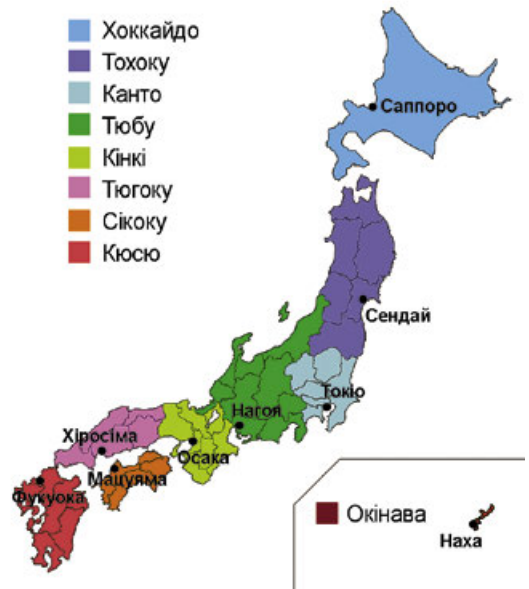 Хоккайдо
Тохоку
Канто
Тюбу
Кінкі
Тюгоку
Сікоку
Кюсю
Саппоро
Сендай
Токіо
Нагоя
Хіросіма
Осака
Мацуяма
Фукуока
Окінава
Наха